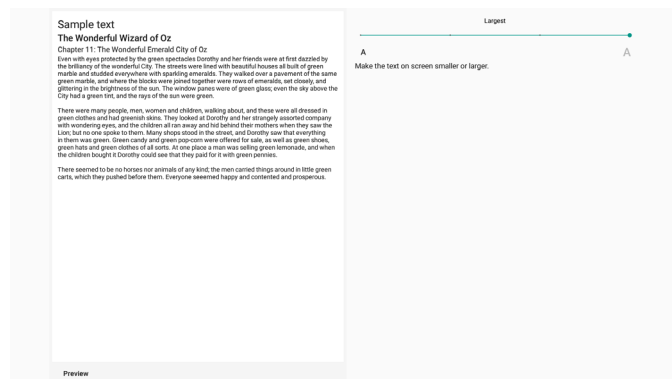 Sample text
The Wonderful Wizard of Oz
Chapter 11: The Wonderful Emerald City of Oz
Even with eyes protected by the green spectacles Dorothy and her friends were at first dazzled by
the brilliancy of the wonderful City. The streets were lined with beautiful houses all built of green
marble and studded everywhere with sparkling emeralds. They walked over a pavement of the same
green marble, and where the blocks were joined together were rows of emeralds, set closely, and
glittering in the brightness of the sun. The window panes were of green glass; even the sky above the
City had a green tint, and the rays of the sun were green.
There were many people, men, women and children, walking about, and these were all dressed in
green clothes and had greenish skins. They looked at Dorothy and her strangely assorted company
with wondering eyes, and the children all ran away and hid behind their mothers when they saw the
Lion; but no one spoke to them. Many shops stood in the street, and Dorothy saw that everything
in them was green. Green candy and green pop-corn were offered for sale, as well as green shoes,
green hats and green clothes of all sorts. At one place a man was selling green lemonade, and when
the children bought it Dorothy could see that they paid for it with green pennies.
There seemed to be no horses nor animals of any kind; the men carried things around in little green
carts, which they pushed before them. Everyone seeemed happy and contented and prosperous.
Preview
Largest
A
A
Make the text on screen smaller or larger.